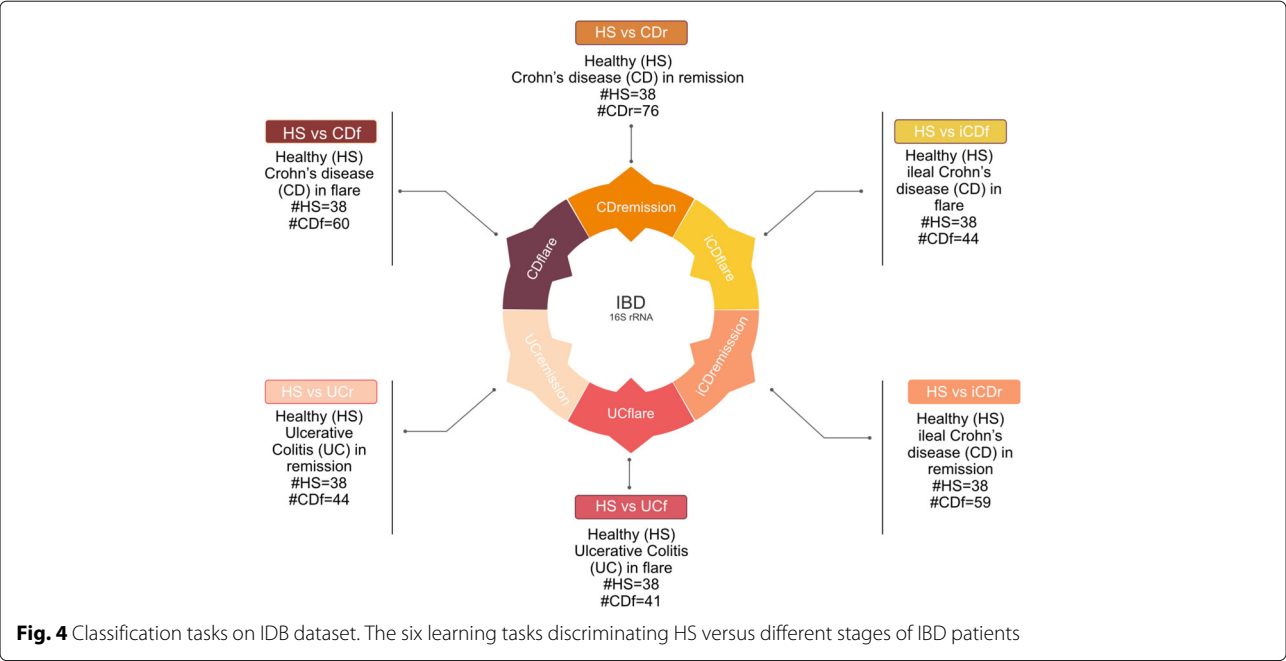 HS vs CDr
Healthy (HS)
Crohn's disease (CD) in remission
#HS=38
#CDr=76
HS vs CDf
Healthy (HS)
Crohn's disease
(CD) in flare
#HS=38
#CDf=60
HS vs iCDf
Healthy (HS)
ileal Crohn's
disease (CD) in
flare
#HS=38
#CDf=44
CDremission
CDflare
iCDflare
IBD
16S rRNA
UCremission
iCDremisssion
UCflare
HS vs UCr
Healthy (HS)
Ulcerative
Colitis (UC) in
remission
#HS=38
#CDf=44
HS vs iCDr
Healthy (HS)
ileal Crohn's
disease (CD) in
remission
#HS=38
#CDf=59
HS vs UCf
Healthy (HS)
Ulcerative Colitis
(UC) in flare
#HS=38
#CDf=41
Fig. 4 Classification tasks on IDB dataset. The six learning tasks discriminating HS versus different stages of IBD patients